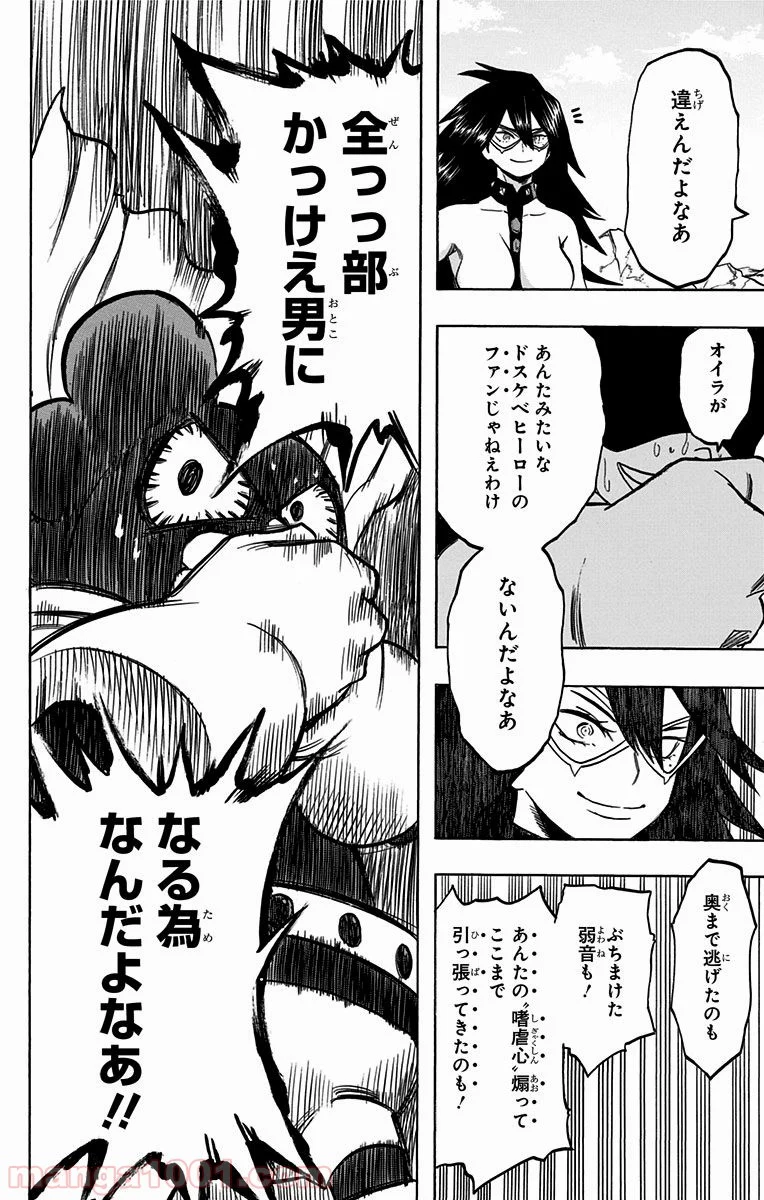 違えんだよなあ
オイラが
あんたみたいな
ドスケベヒーローの
ファンじゃねえわけ
ないんだよなあ
奥まで逃げたのも
ぶちまけた
弱音も!
あんたの〝嗜虐心〟煽って
ここまで
引っ張ってきたのも!
全っっ部
かっけえ男に
なる為
なんだよなあ!!
manga1001.com